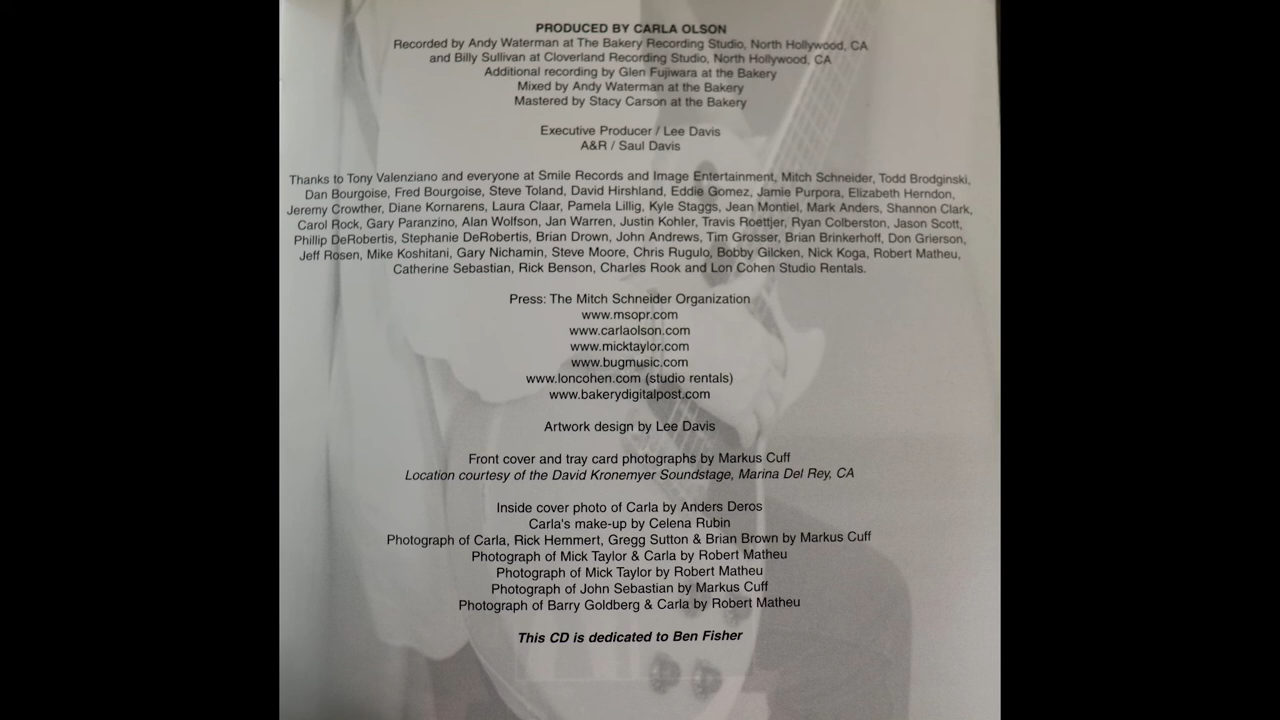 PRODUCED BY CARLA OLSON
Recorded by Andy Waterman at The Bakery Recording Studio, North Hollywood, CA
and Billy Sullivan at Cloverland Recording Studio, North Hollywood, CA
Additional recording by Glen Fujiwara at the Bakery
Mixed by Andy Waterman at the Bakery
Mastered by Stacy Carson at the Bakery
Executive Producer / Lee Davis
A&R / Saul Davis
Thanks to Tony Valenziano and everyone at Smile Records and Image Entertainment, Mitch Schneider, Todd Brodginski,
Dan Bourgoise, Fred Bourgoise, Steve Toland, David Hirshland, Eddie Gomez, Jamie Purpora, Elizabeth Herndon,
Jeremy Crowther, Diane Kornarens, Laura Claar, Pamela Lillig, Kyle Staggs, Jean Montiel, Mark Anders, Shannon Clark,
Carol Rock, Gary Paranzino, Alan Wolfson, Jan Warren, Justin Kohler, Travis Roettjer, Ryan Colberston, Jason Scott,
Phillip DeRobertis, Stephanie DeRobertis, Brian Drown, John Andrews, Tim Grosser, Brian Brinkerhoff, Don Grierson,
Jeff Rosen, Mike Koshitani, Gary Nichamin, Steve Moore, Chris Rugulo, Bobby Gilcken, Nick Koga, Robert Matheu,
Catherine Sebastian, Rick Benson, Charles Rook and Lon Cohen Studio Rentals.
Press: The Mitch Schneider Organization
www.msopr.com
www.carlaolson.com
www.micktaylor.com
www.bugmusic.com
www.loncohen.com (studio rentals)
www.bakerydigitalpost.com
Artwork design by Lee Davis
Front cover and tray card photographs by Markus Cuff
Location courtesy of the David Kronemyer Soundstage, Marina Del Rey, CA
Inside cover photo of Carla by Anders Deros
Carla's make-up by Celena Rubin
Photograph of Carla, Rick Hemmert, Gregg Sutton & Brian Brown by Markus Cuff
Photograph of Mick Taylor & Carla by Robert Matheu
Photograph of Mick Taylor by Robert Matheu
Photograph of John Sebastian by Markus Cuff
Photograph of Barry Goldberg & Carla by Robert Matheu
This CD is dedicated to Ben Fisher